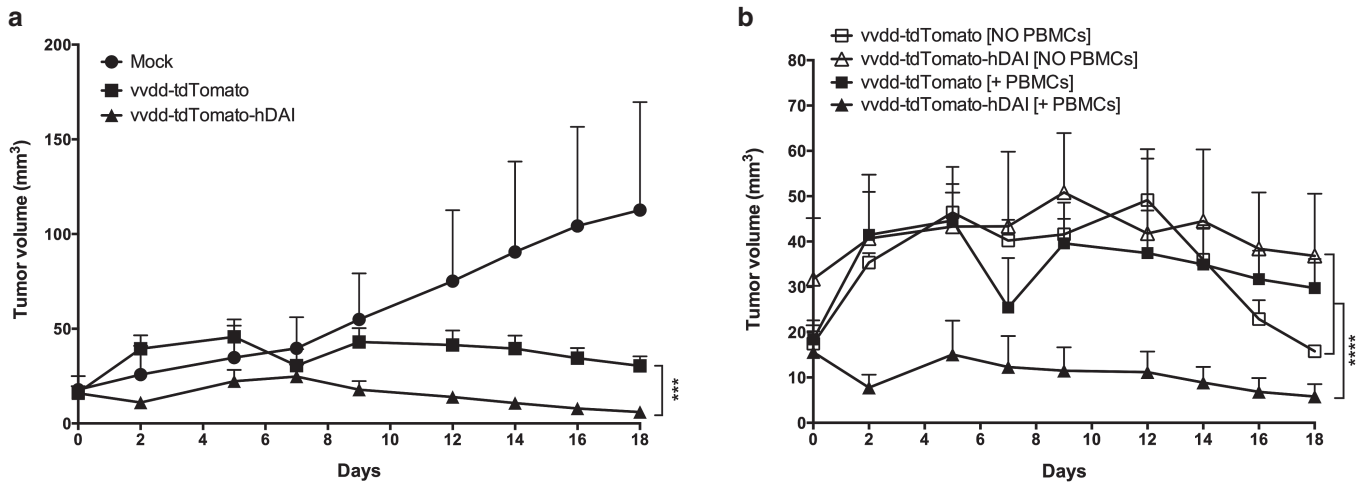 a
Tumor volume (mm³)
200
150
100
50
0
Mock
vvdd-tdTomato
vvdd-tdTomato-hDAI
***
0 2 4 6 8 10 12 14 16 18
Days
b
vvdd-tdTomato [NO PBMCs]
vvdd-tdTomato-hDAI [NO PBMCs]
vvdd-tdTomato [+ PBMCs]
vvdd-tdTomato-hDAI [+ PBMCs]
Tumor volume (mm³)
80
70
60
50
40
30
20
10
0
****
0 2 4 6 8 10 12 14 16 18
Days